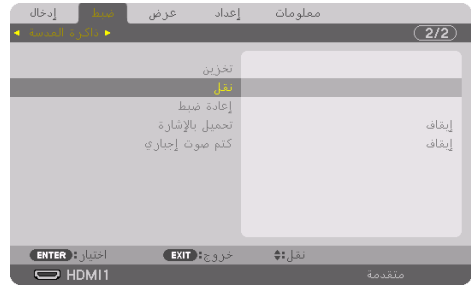 إدخال ضبط عرض إعداد معلومات
ذاكرة العدسة 2/2
تخزين
نقل
إعادة ضبط
تحميل بالإشارة إيقاف
كتم صوت إجباري إيقاف
ENTER :اختيار EXIT :خروج نقل:
HDMI1 متقدمة